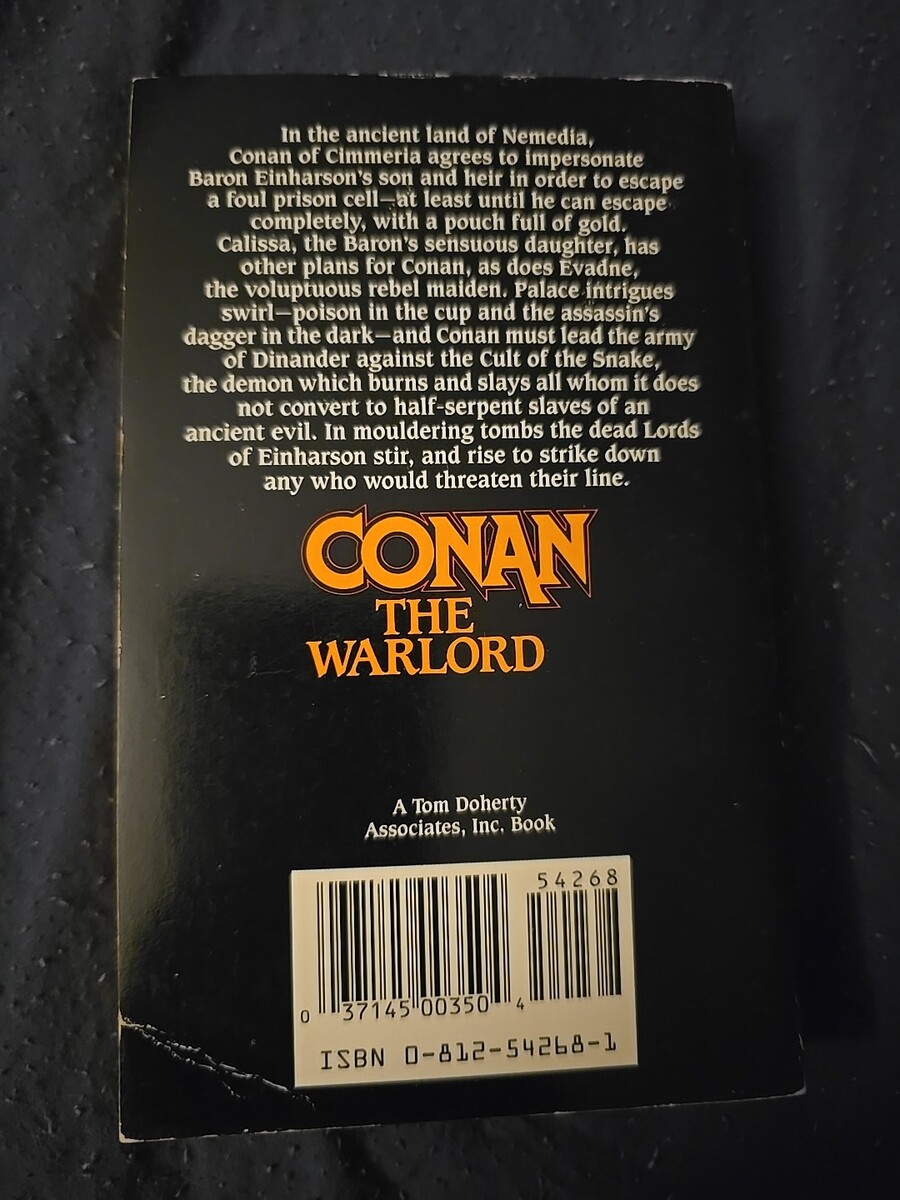 In the ancient land of Nemedia,
Conan of Cimmeria agrees to impersonate
Baron Einharson's son and heir in order to escape
a foul prison cell—at least until he can escape
completely, with a pouch full of gold.
Calissa, the Baron's sensuous daughter, has
other plans for Conan, as does Evadne,
the voluptuous rebel maiden. Palace intrigues
swirl—poison in the cup and the assassin's
dagger in the dark—and Conan must lead the army
of Dinander against the Cult of the Snake,
the demon which burns and slays all whom it does
not convert to half-serpent slaves of an
ancient evil. In mouldering tombs the dead Lords
of Einharson stir, and rise to strike down
any who would threaten their line.
CONAN
THE
WARLORD
A Tom Doherty
Associates, Inc. Book
54268
0 37145 00350 4
ISBN 0-812-54268-1